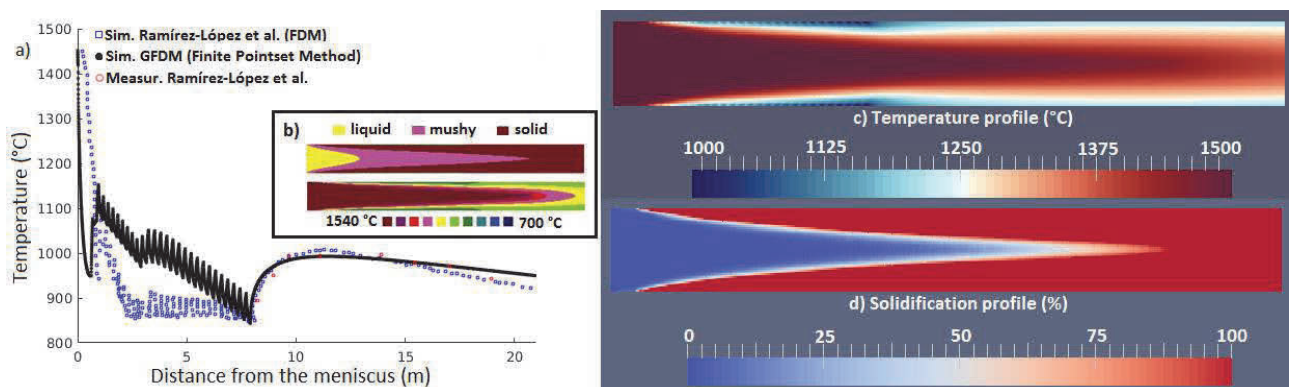 a)
Sim. Ramírez-López et al. (FDM)
Sim. GFDM (Finite Pointset Method)
Measur. Ramírez-López et al.
1500
1400
1300
1200
1100
1000
900
800
Temperature (°C)
0
5
10
15
20
Distance from the meniscus (m)
b)
liquid mushy solid
1540 °C 700 °C
c) Temperature profile (°C)
1000 1125 1250 1375 1500
d) Solidification profile (%)
0 25 50 75 100